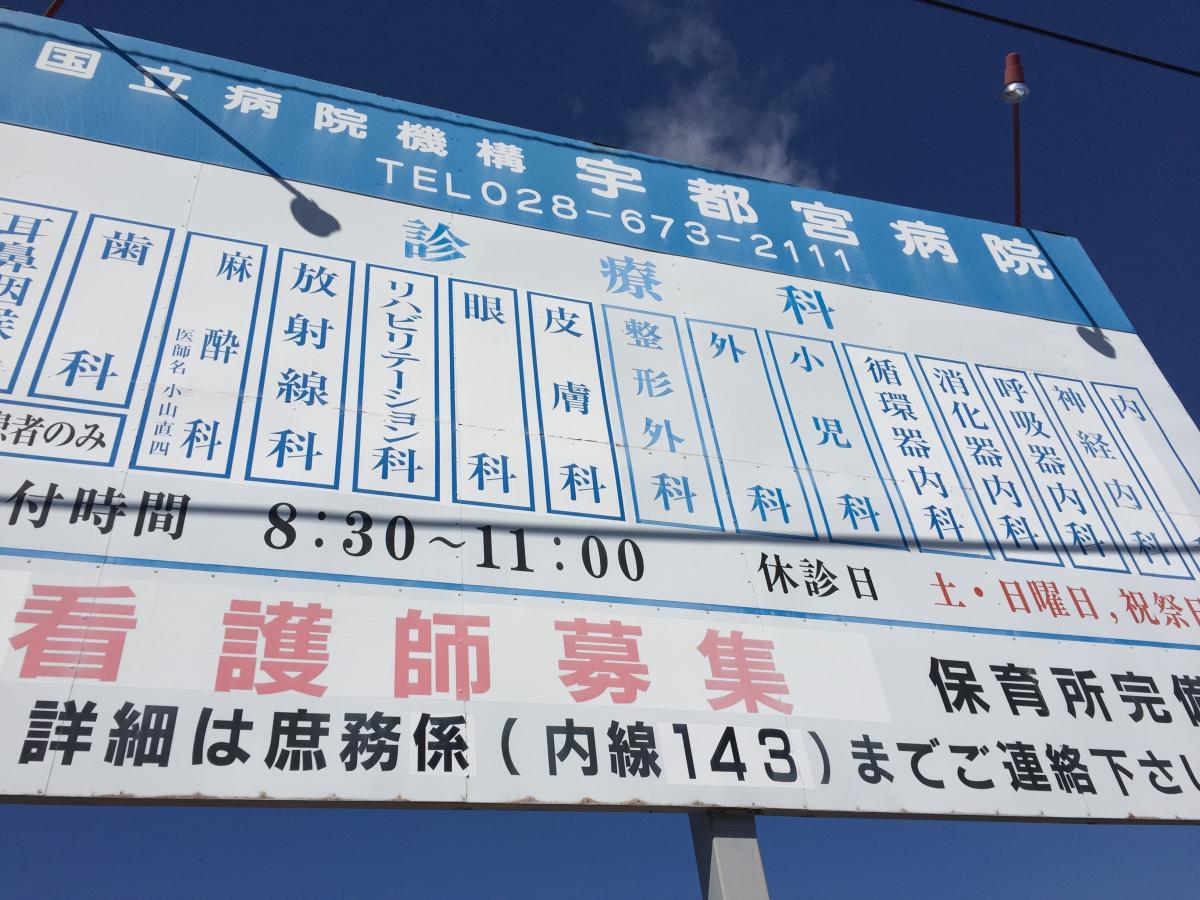 国立病院機構 宇都宮病院
TEL028-673-2111
診療科
内
神経内科
呼吸器内科
消化器内科
循環器内科
小児科
外科
整形外科
皮膚科
眼科
リハビリテーション科
放射線科
麻酔科
医師名 小山直四
歯科
耳鼻咽喉
患者のみ
付時間 8:30~11:00 休診日 土・日曜日,祝祭日
看護師募集 保育所完備
詳細は庶務係(内線143)までご連絡下さい